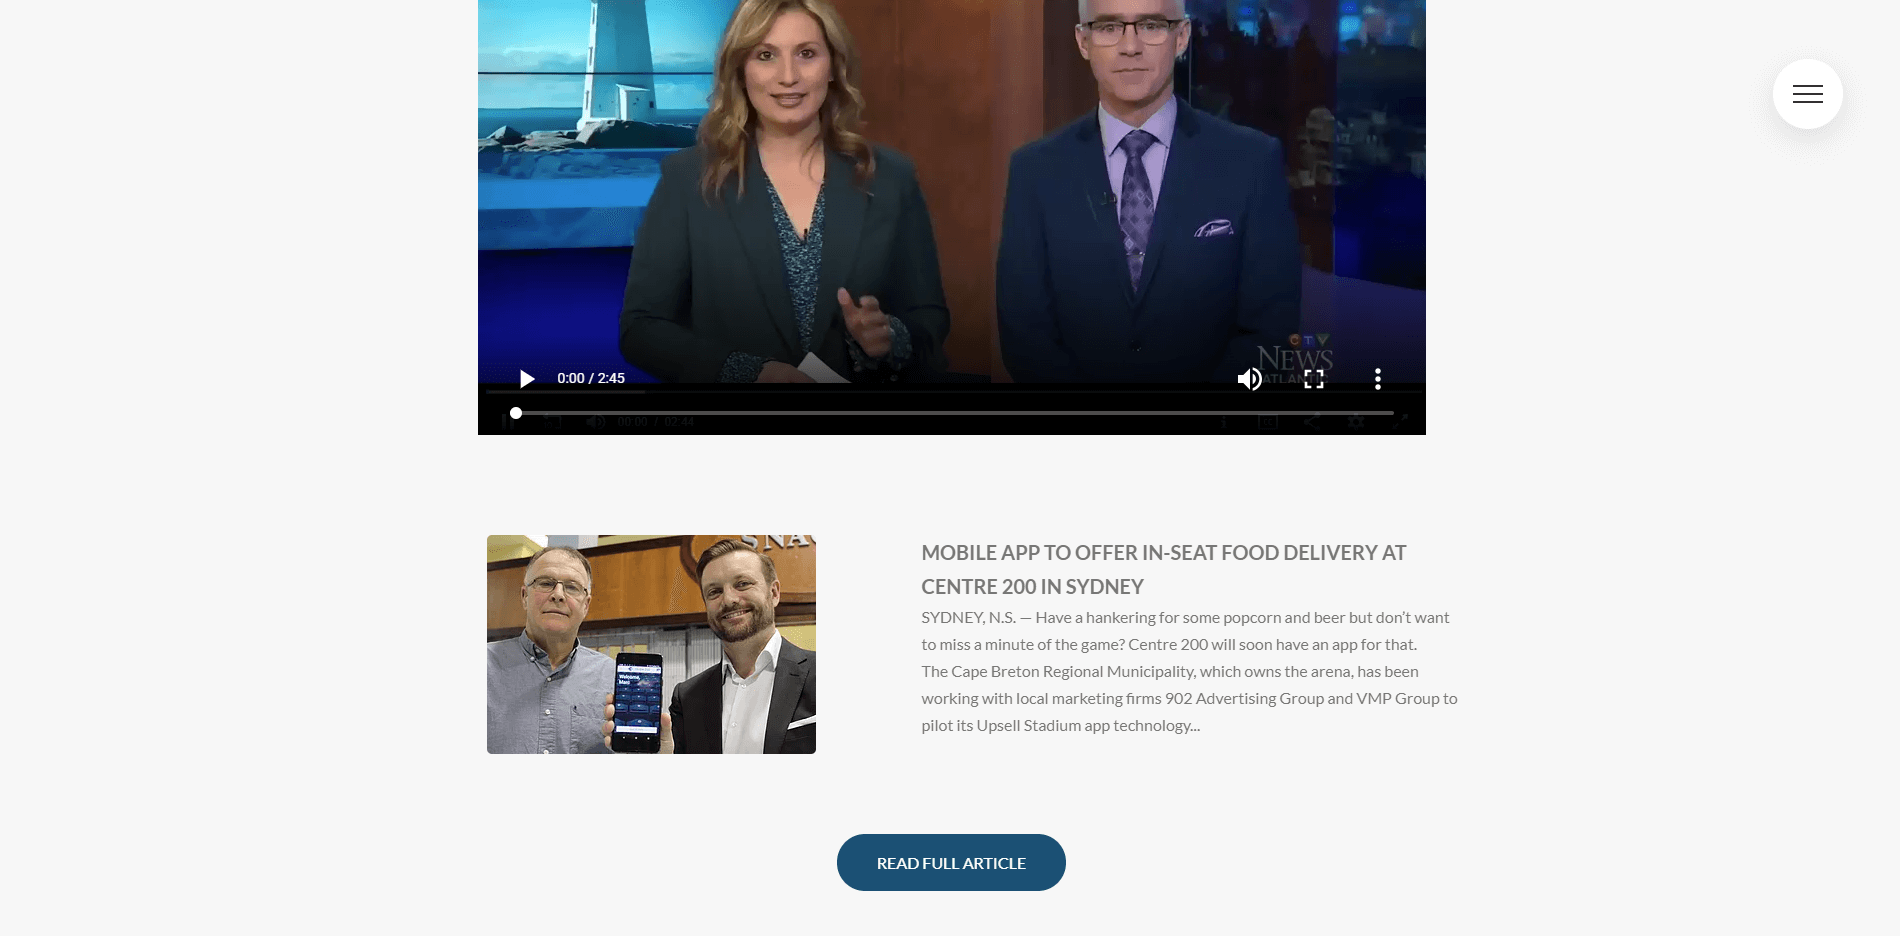 CTV
NEWS
ATLANTIC
0:00 / 2:45
00:00 / 02:44
SNAC
Welcome,
MOBILE APP TO OFFER IN-SEAT FOOD DELIVERY AT
CENTRE 200 IN SYDNEY
SYDNEY, N.S. — Have a hankering for some popcorn and beer but don’t want
to miss a minute of the game? Centre 200 will soon have an app for that.
The Cape Breton Regional Municipality, which owns the arena, has been
working with local marketing firms 902 Advertising Group and VMP Group to
pilot its Upsell Stadium app technology...
READ FULL ARTICLE